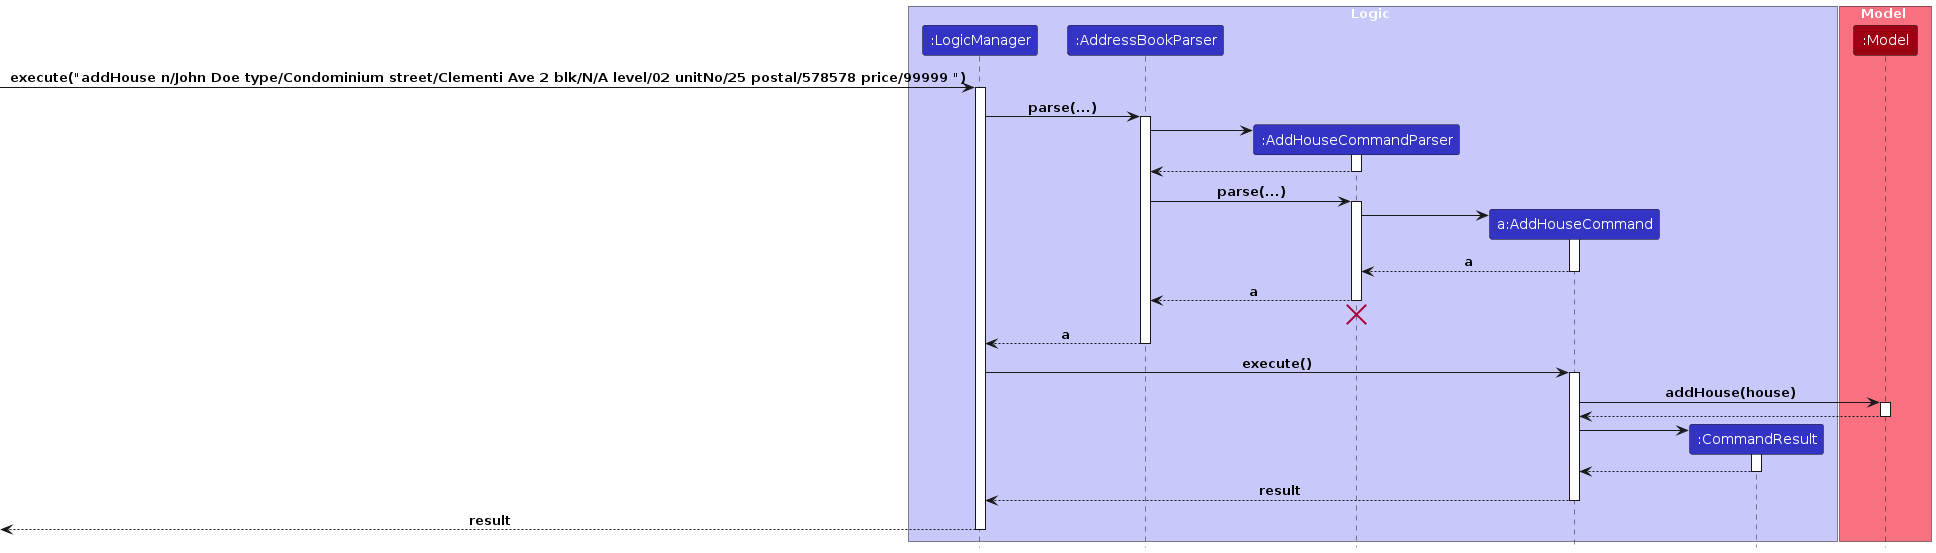 Logic
Model
:LogicManager
:AddressBookParser
:Model
execute("addHouse n/John Doe type/Condominium street/Clementi Ave 2 blk/N/A level/02 unitNo/25 postal/578578 price/99999 ")
parse(...)
:AddHouseCommandParser
parse(...)
a:AddHouseCommand
a
a
a
execute()
addHouse(house)
:CommandResult
result
result